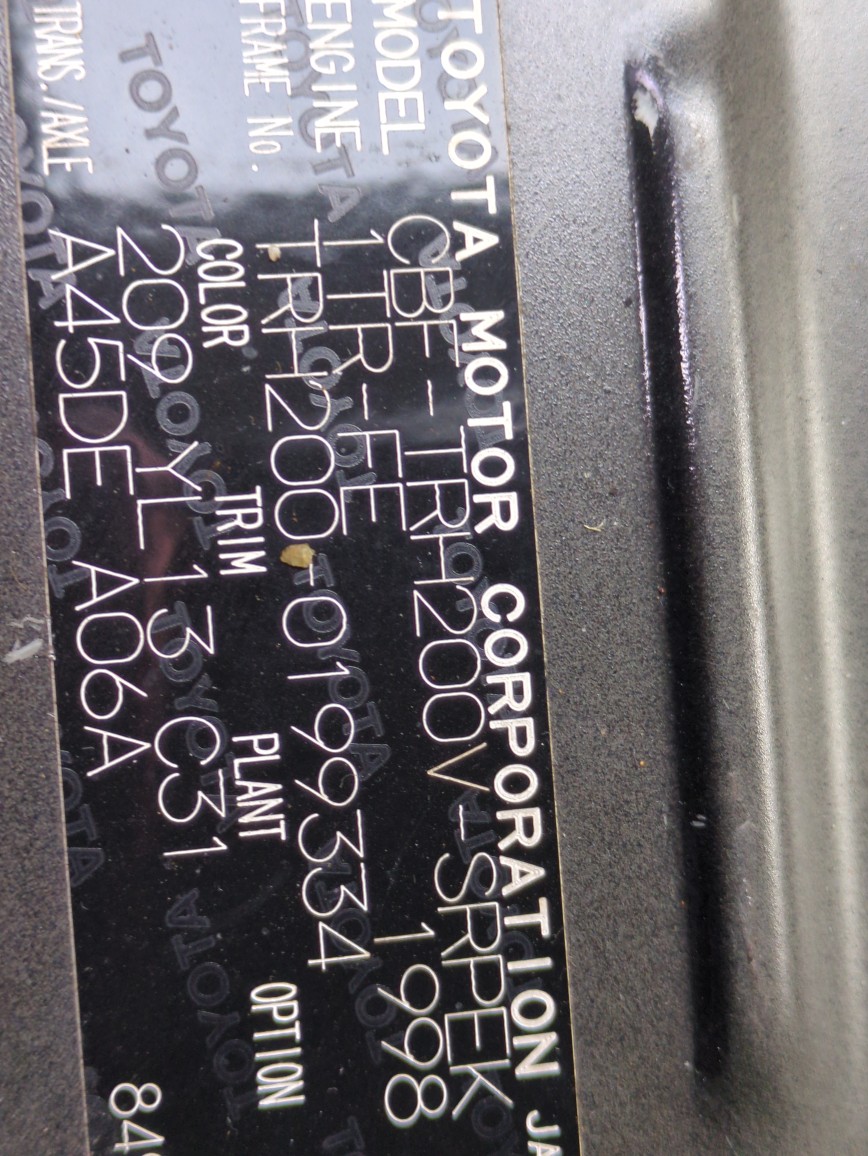 TOYOTA MOTOR CORPORATION JA
MODEL CBF-TRH200V-SRPEK
ENGINE 1TR-FE 1998
FRAME No. TRH200-0199334
COLOR TRIM PLANT OPTION
209 YL13 C31 84
TRANS./AXLE A45DE A06A